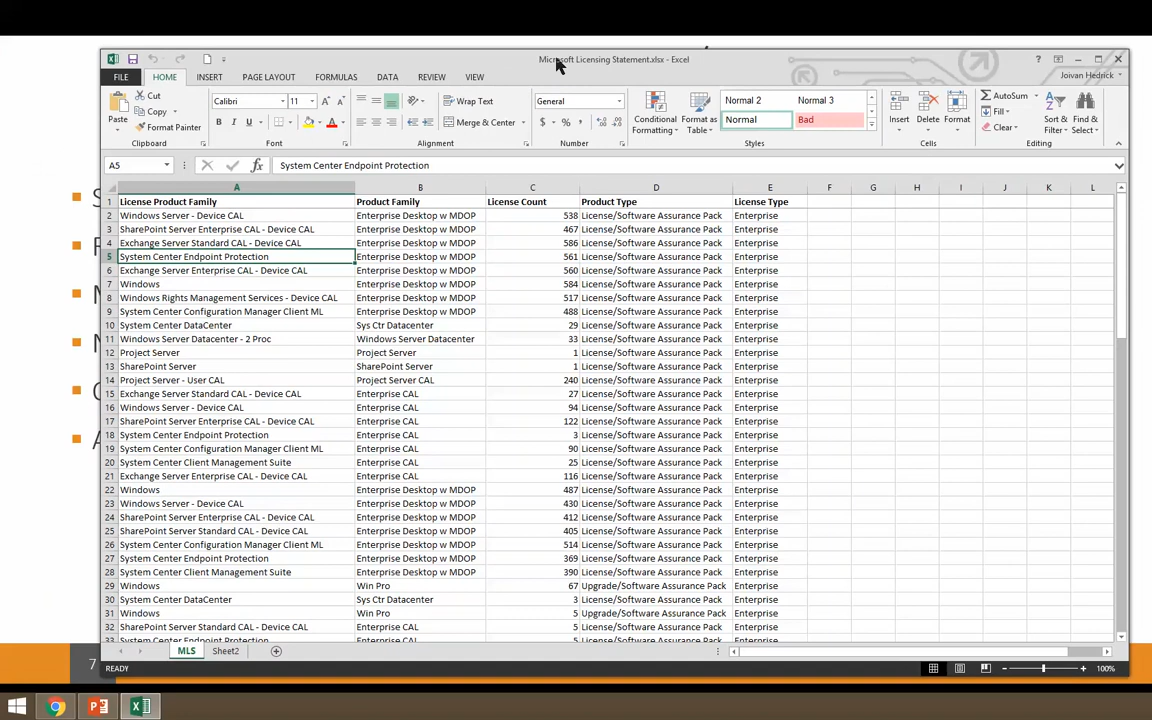 Microsoft Licensing Statement.xlsx - Excel
FILE HOME INSERT PAGE LAYOUT FORMULAS DATA REVIEW VIEW Joivan Hedrick
Paste Cut Copy Format Painter Clipboard
Calibri 11 B I U A A Font
Wrap Text Merge & Center Alignment
General $ % , Number
Conditional Formatting Format as Table
Normal 2 Normal 3
Normal Bad
Styles
Insert Delete Format Cells
AutoSum Fill Clear Sort & Filter Find & Select Editing
A5 fx System Center Endpoint Protection
A B C D E F G H I J K L
1 License Product Family Product Family License Count Product Type License Type
2 Windows Server - Device CAL Enterprise Desktop w MDOP 538 License/Software Assurance Pack Enterprise
3 SharePoint Server Enterprise CAL - Device CAL Enterprise Desktop w MDOP 467 License/Software Assurance Pack Enterprise
4 Exchange Server Standard CAL - Device CAL Enterprise Desktop w MDOP 586 License/Software Assurance Pack Enterprise
5 System Center Endpoint Protection Enterprise Desktop w MDOP 561 License/Software Assurance Pack Enterprise
6 Exchange Server Enterprise CAL - Device CAL Enterprise Desktop w MDOP 560 License/Software Assurance Pack Enterprise
7 Windows Enterprise Desktop w MDOP 584 License/Software Assurance Pack Enterprise
8 Windows Rights Management Services - Device CAL Enterprise Desktop w MDOP 517 License/Software Assurance Pack Enterprise
9 System Center Configuration Manager Client ML Enterprise Desktop w MDOP 488 License/Software Assurance Pack Enterprise
10 System Center DataCenter Sys Ctr Datacenter 29 License/Software Assurance Pack Enterprise
11 Windows Server Datacenter - 2 Proc Windows Server Datacenter 33 License/Software Assurance Pack Enterprise
12 Project Server Project Server 1 License/Software Assurance Pack Enterprise
13 SharePoint Server SharePoint Server 1 License/Software Assurance Pack Enterprise
14 Project Server - User CAL Project Server CAL 240 License/Software Assurance Pack Enterprise
15 Exchange Server Standard CAL - Device CAL Enterprise CAL 27 License/Software Assurance Pack Enterprise
16 Windows Server - Device CAL Enterprise CAL 94 License/Software Assurance Pack Enterprise
17 SharePoint Server Enterprise CAL - Device CAL Enterprise CAL 122 License/Software Assurance Pack Enterprise
18 System Center Endpoint Protection Enterprise CAL 3 License/Software Assurance Pack Enterprise
19 System Center Configuration Manager Client ML Enterprise CAL 90 License/Software Assurance Pack Enterprise
20 System Center Client Management Suite Enterprise CAL 25 License/Software Assurance Pack Enterprise
21 Exchange Server Enterprise CAL - Device CAL Enterprise CAL 116 License/Software Assurance Pack Enterprise
22 Windows Enterprise Desktop w MDOP 487 License/Software Assurance Pack Enterprise
23 Windows Server - Device CAL Enterprise Desktop w MDOP 430 License/Software Assurance Pack Enterprise
24 SharePoint Server Enterprise CAL - Device CAL Enterprise Desktop w MDOP 412 License/Software Assurance Pack Enterprise
25 SharePoint Server Standard CAL - Device CAL Enterprise Desktop w MDOP 405 License/Software Assurance Pack Enterprise
26 System Center Configuration Manager Client ML Enterprise Desktop w MDOP 514 License/Software Assurance Pack Enterprise
27 System Center Endpoint Protection Enterprise Desktop w MDOP 369 License/Software Assurance Pack Enterprise
28 System Center Client Management Suite Enterprise Desktop w MDOP 390 License/Software Assurance Pack Enterprise
29 Windows Win Pro 67 Upgrade/Software Assurance Pack Enterprise
30 System Center DataCenter Sys Ctr Datacenter 3 License/Software Assurance Pack Enterprise
31 Windows Win Pro 5 Upgrade/Software Assurance Pack Enterprise
32 SharePoint Server Standard CAL - Device CAL Enterprise CAL 5 License/Software Assurance Pack Enterprise
33 System Center Endpoint Protection Enterprise CAL 5 License/Software Assurance Pack Enterprise
MLS Sheet2
READY 100%
7